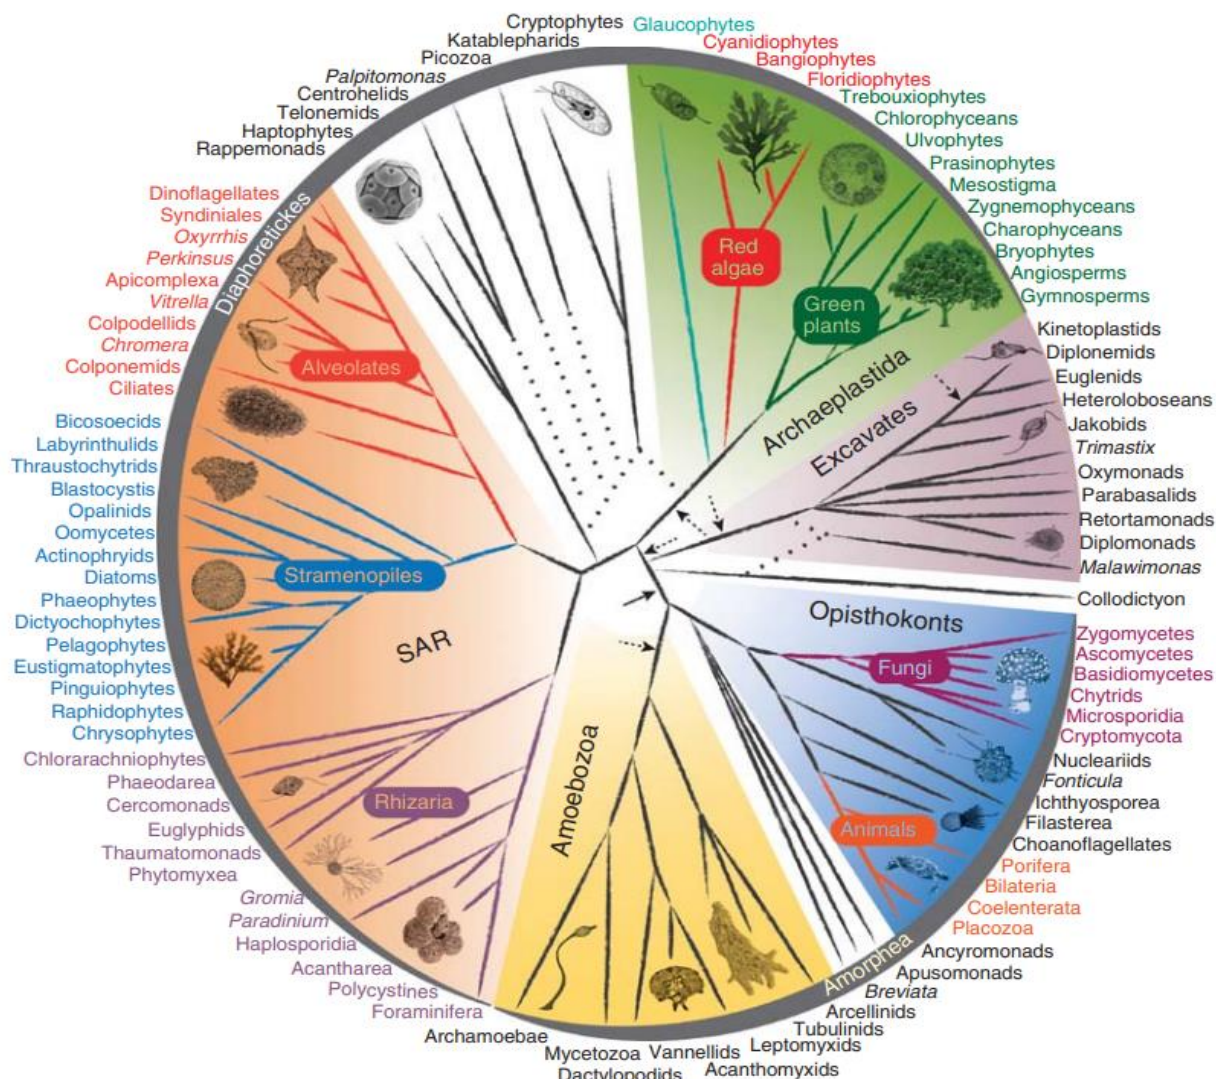 Cryptophytes
Glaucophytes
Katablepharids
Cyanidiophytes
Picozoa
Bangiophytes
Palpitomonas
Floridiophytes
Centrohelids
Trebouxiophytes
Telonemids
Chlorophyceans
Haptophytes
Ulvophytes
Rappemonads
Prasinophytes
Mesostigma
Zygnemophyceans
Charophyceans
Bryophytes
Angiosperms
Gymnosperms
Kinetoplastids
Diplonemids
Euglenids
Heteroloboseans
Jakobids
Trimastix
Oxymonads
Parabasalids
Retortamonads
Diplomonads
Malawimonas
Collodictyon
Zygomycetes
Ascomycetes
Basidiomycetes
Chytrids
Microsporidia
Cryptomycota
Nucleariids
Fonticula
Ichthyosporea
Filasterea
Choanoflagellates
Porifera
Bilateria
Coelenterata
Placozoa
Ancyromonads
Apusomonads
Breviata
Arcellinids
Tubulinids
Leptomyxids
Acanthomyxids
Vannellids
Dactylopodids
Mycetozoa
Archamoebae
Dinoflagellates
Syndiniales
Oxyrrhis
Perkinsus
Apicomplexa
Vitrella
Colpodellids
Chromera
Colponemids
Ciliates
Bicosoecids
Labyrinthulids
Thraustochytrids
Blastocystis
Opalinids
Oomycetes
Actinophryids
Diatoms
Phaeophytes
Dictyochophytes
Pelagophytes
Eustigmatophytes
Pinguiophytes
Raphidophytes
Chrysophytes
Chlorarachniophytes
Phaeodarea
Cercomonads
Euglyphids
Thaumatomonads
Phytomyxea
Gromia
Paradinium
Haplosporidia
Acantharea
Polycystines
Foraminifera
Diaphoretickes
Amorphea
Red
algae
Green
plants
Archaeplastida
Excavates
Alveolates
Stramenopiles
SAR
Rhizaria
Amoebozoa
Opisthokonts
Fungi
Animals